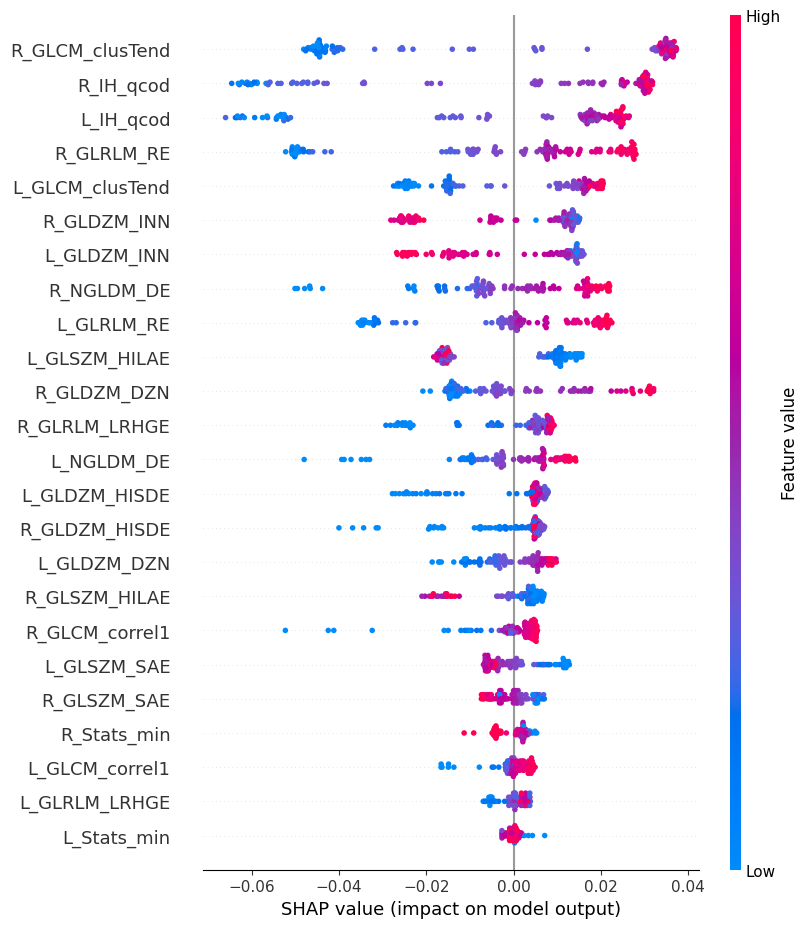 High
R_GLCM_clusTend
R_IH_qcod
L_IH_qcod
R_GLRLM_RE
L_GLCM_clusTend
R_GLDZM_INN
L_GLDZM_INN
R_NGLDM_DE
L_GLRLM_RE
L_GLSZM_HILAE
R_GLDZM_DZN
R_GLRLM_LRHGE
L_NGLDM_DE
L_GLDZM_HISDE
R_GLDZM_HISDE
L_GLDZM_DZN
R_GLSZM_HILAE
R_GLCM_correl1
L_GLSZM_SAE
R_GLSZM_SAE
R_Stats_min
L_GLCM_correl1
L_GLRLM_LRHGE
L_Stats_min
Feature value
Low
−0.06 −0.04 −0.02 0.00 0.02 0.04
SHAP value (impact on model output)